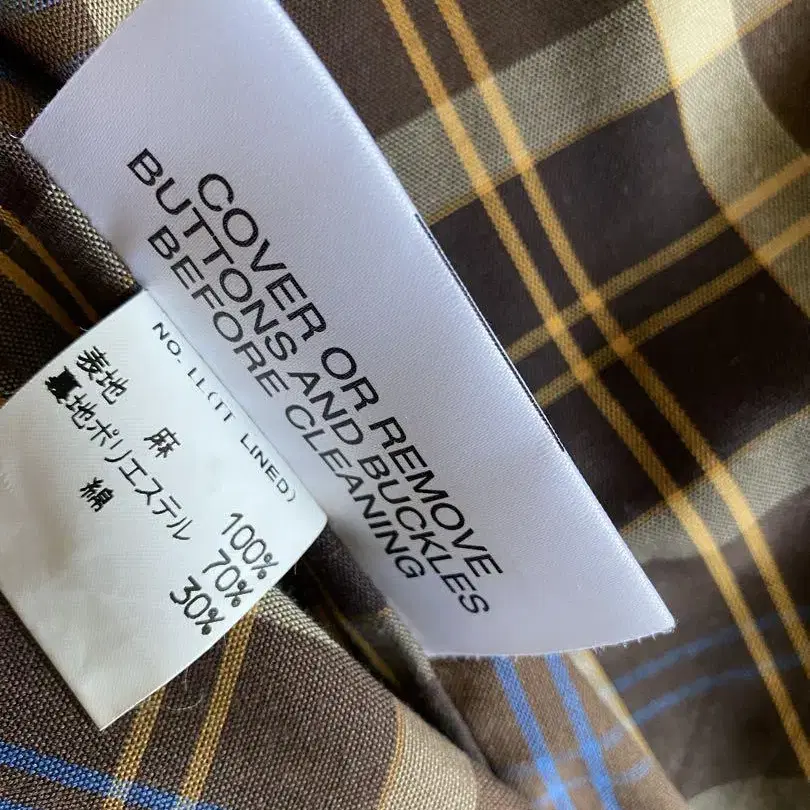 COVER OR REMOVE
BUTTONS AND BUCKLES
BEFORE CLEANING
NO. LL(IT LINED)
表地 麻 100%
裏地ポリエステル 70%
綿 30%